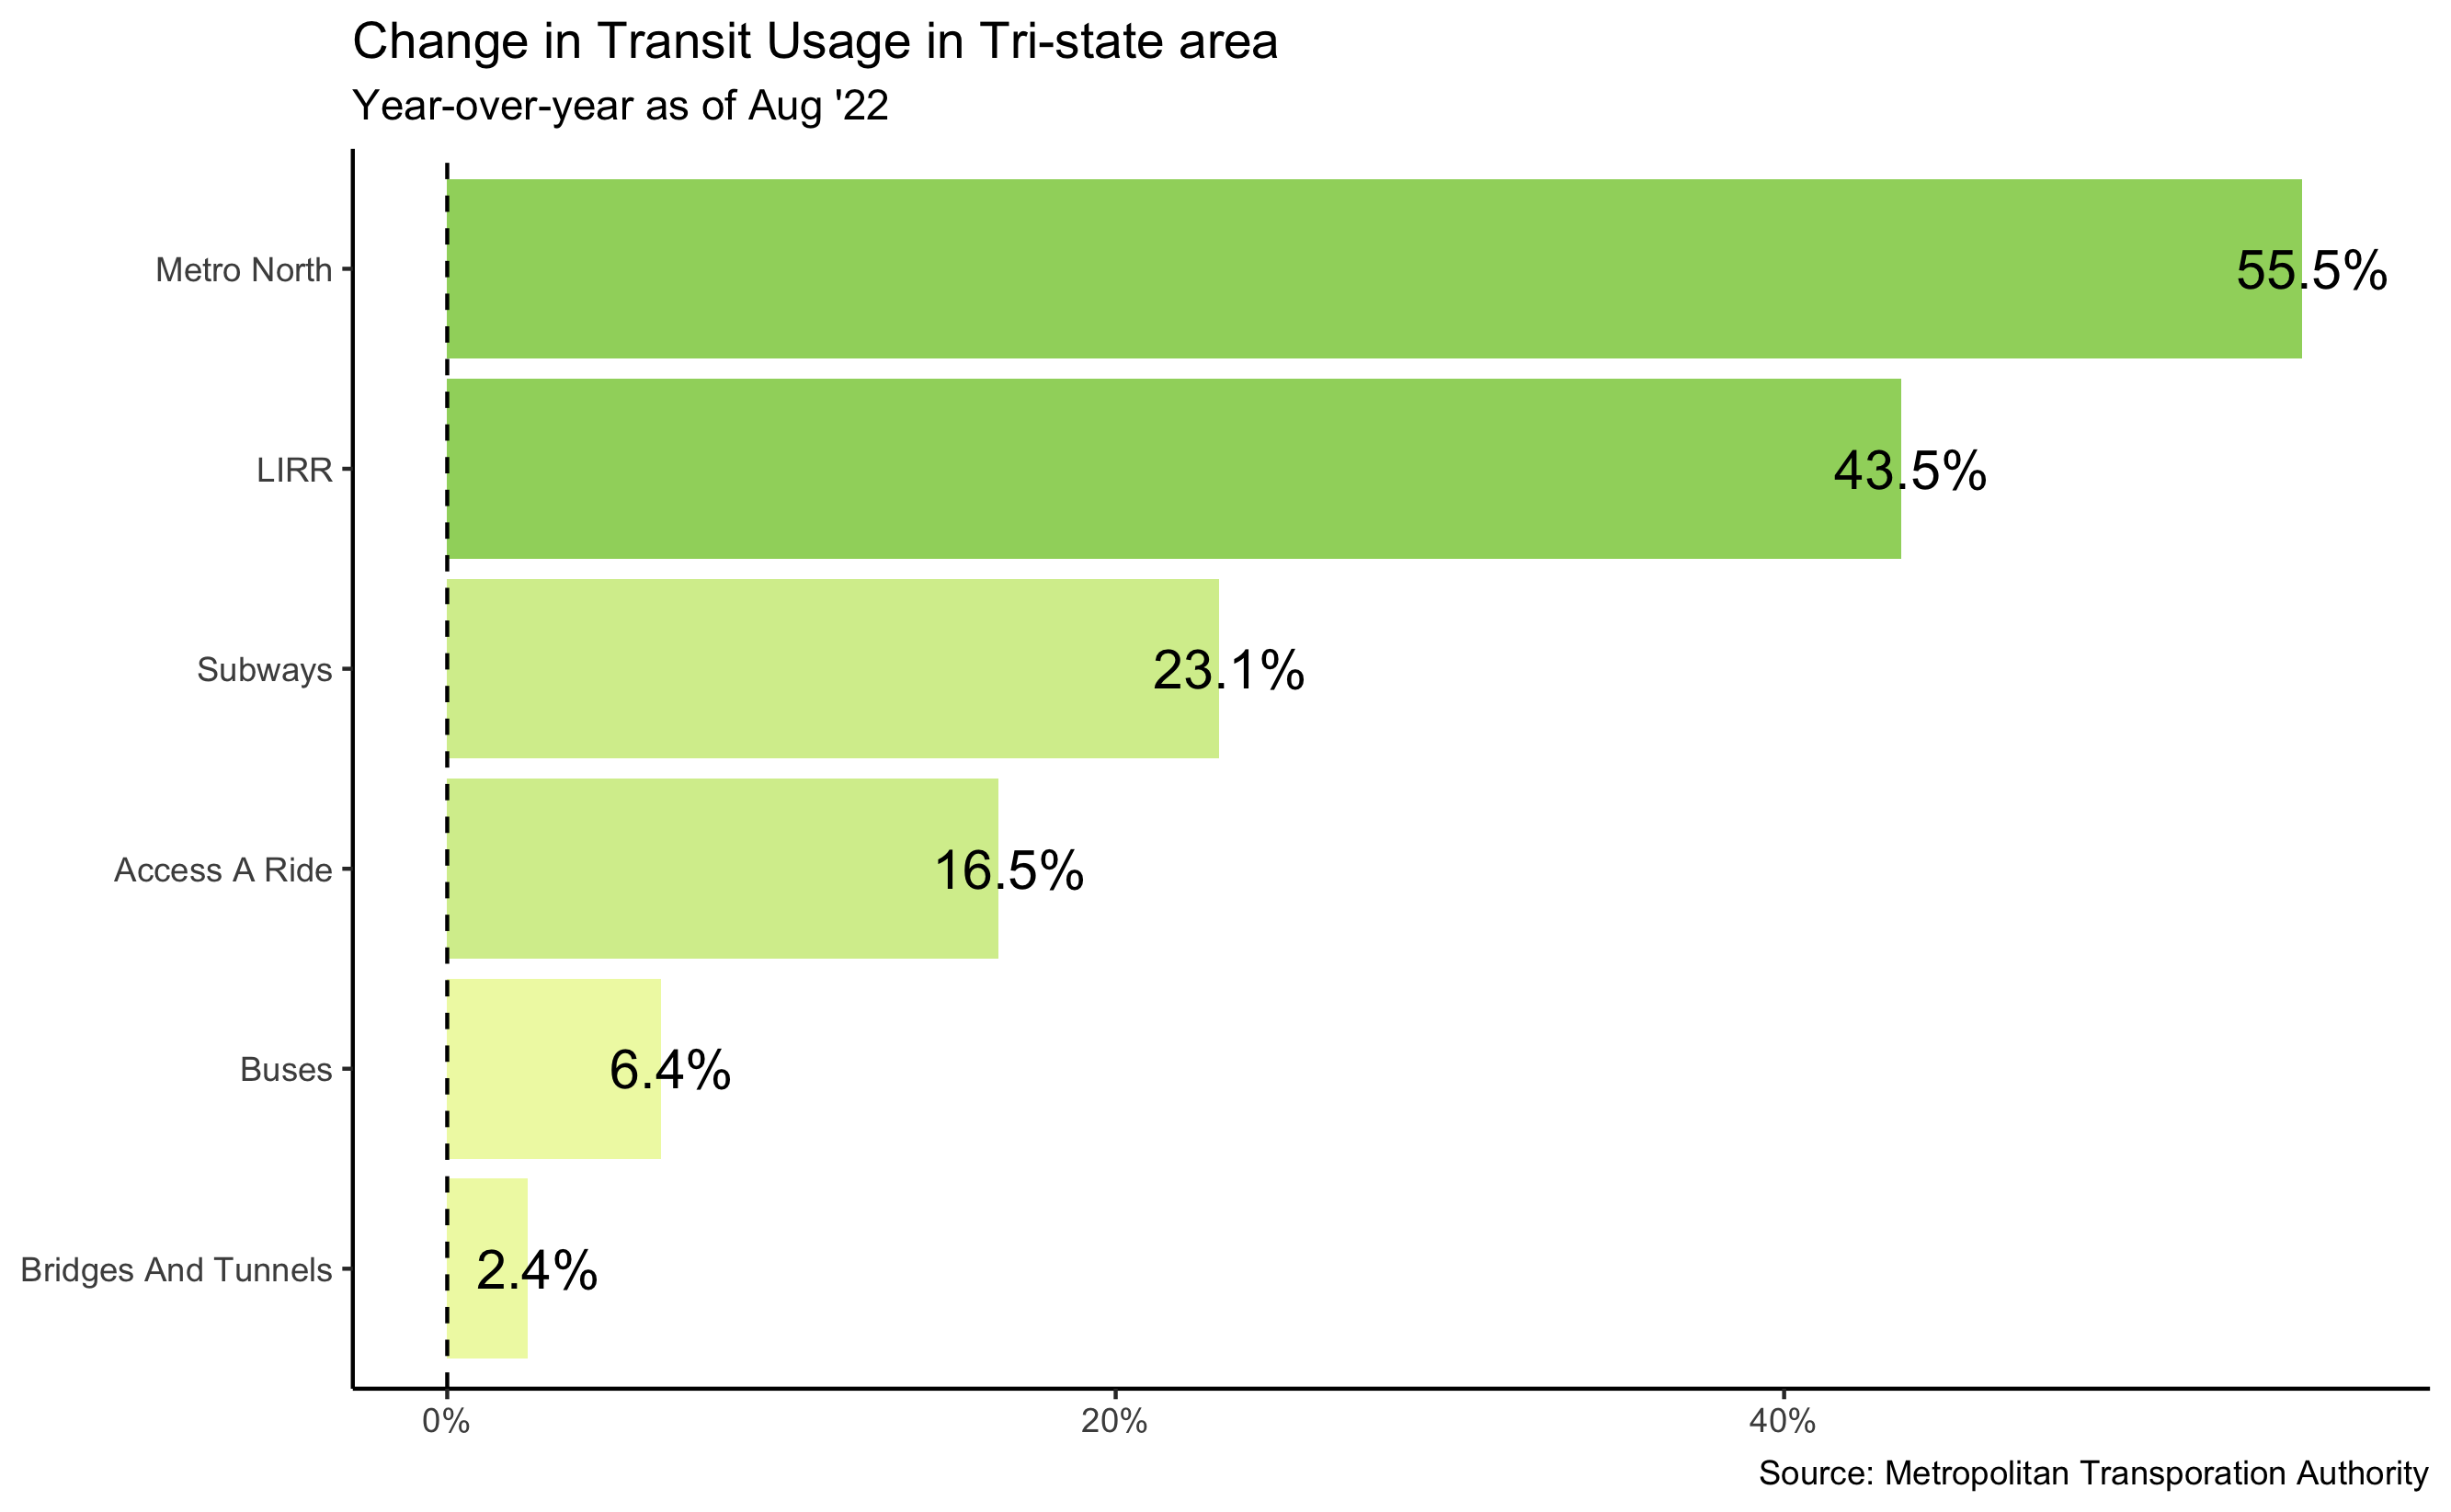 Change in Transit Usage in Tri-state area
Year-over-year as of Aug '22
Metro North
55.5%
LIRR
43.5%
Subways
23.1%
Access A Ride
16.5%
Buses
6.4%
Bridges And Tunnels
2.4%
0%
20%
40%
Source: Metropolitan Transporation Authority